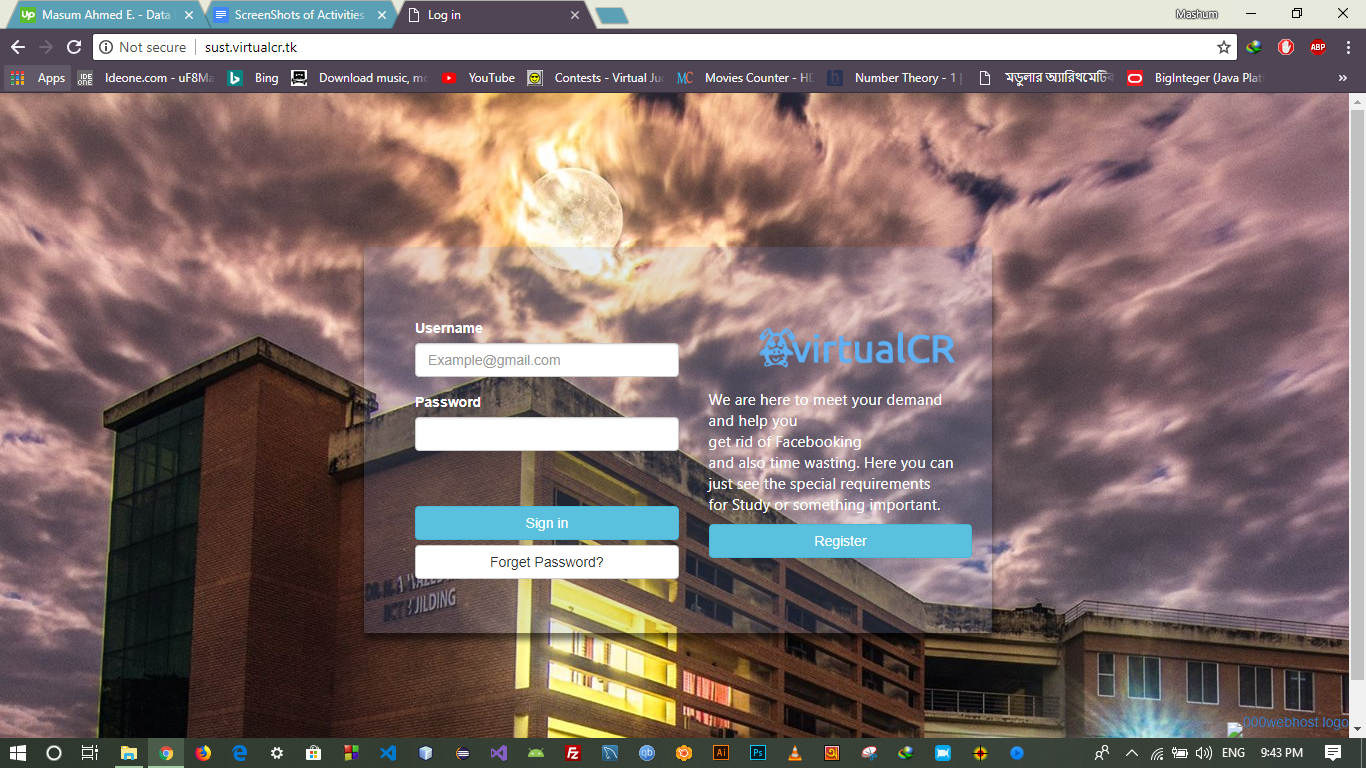 Masum Ahmed E. - Data
ScreenShots of Activities
Log in
Mashum
Not secure
sust.virtualcr.tk
Apps
Ideone.com - uF8Ma
Bing
Download music, mo
YouTube
Contests - Virtual Ju
Movies Counter - HD
Number Theory - 1 |
মডুলার অ্যারিথমেটিক
BigInteger (Java Plat
Username
Example@gmail.com
Password
Sign in
Forget Password?
virtualCR
We are here to meet your demand
and help you
get rid of Facebooking
and also time wasting. Here you can
just see the special requirements
for Study or something important.
Register
BUILDING
000webhost logo
ENG
9:43 PM